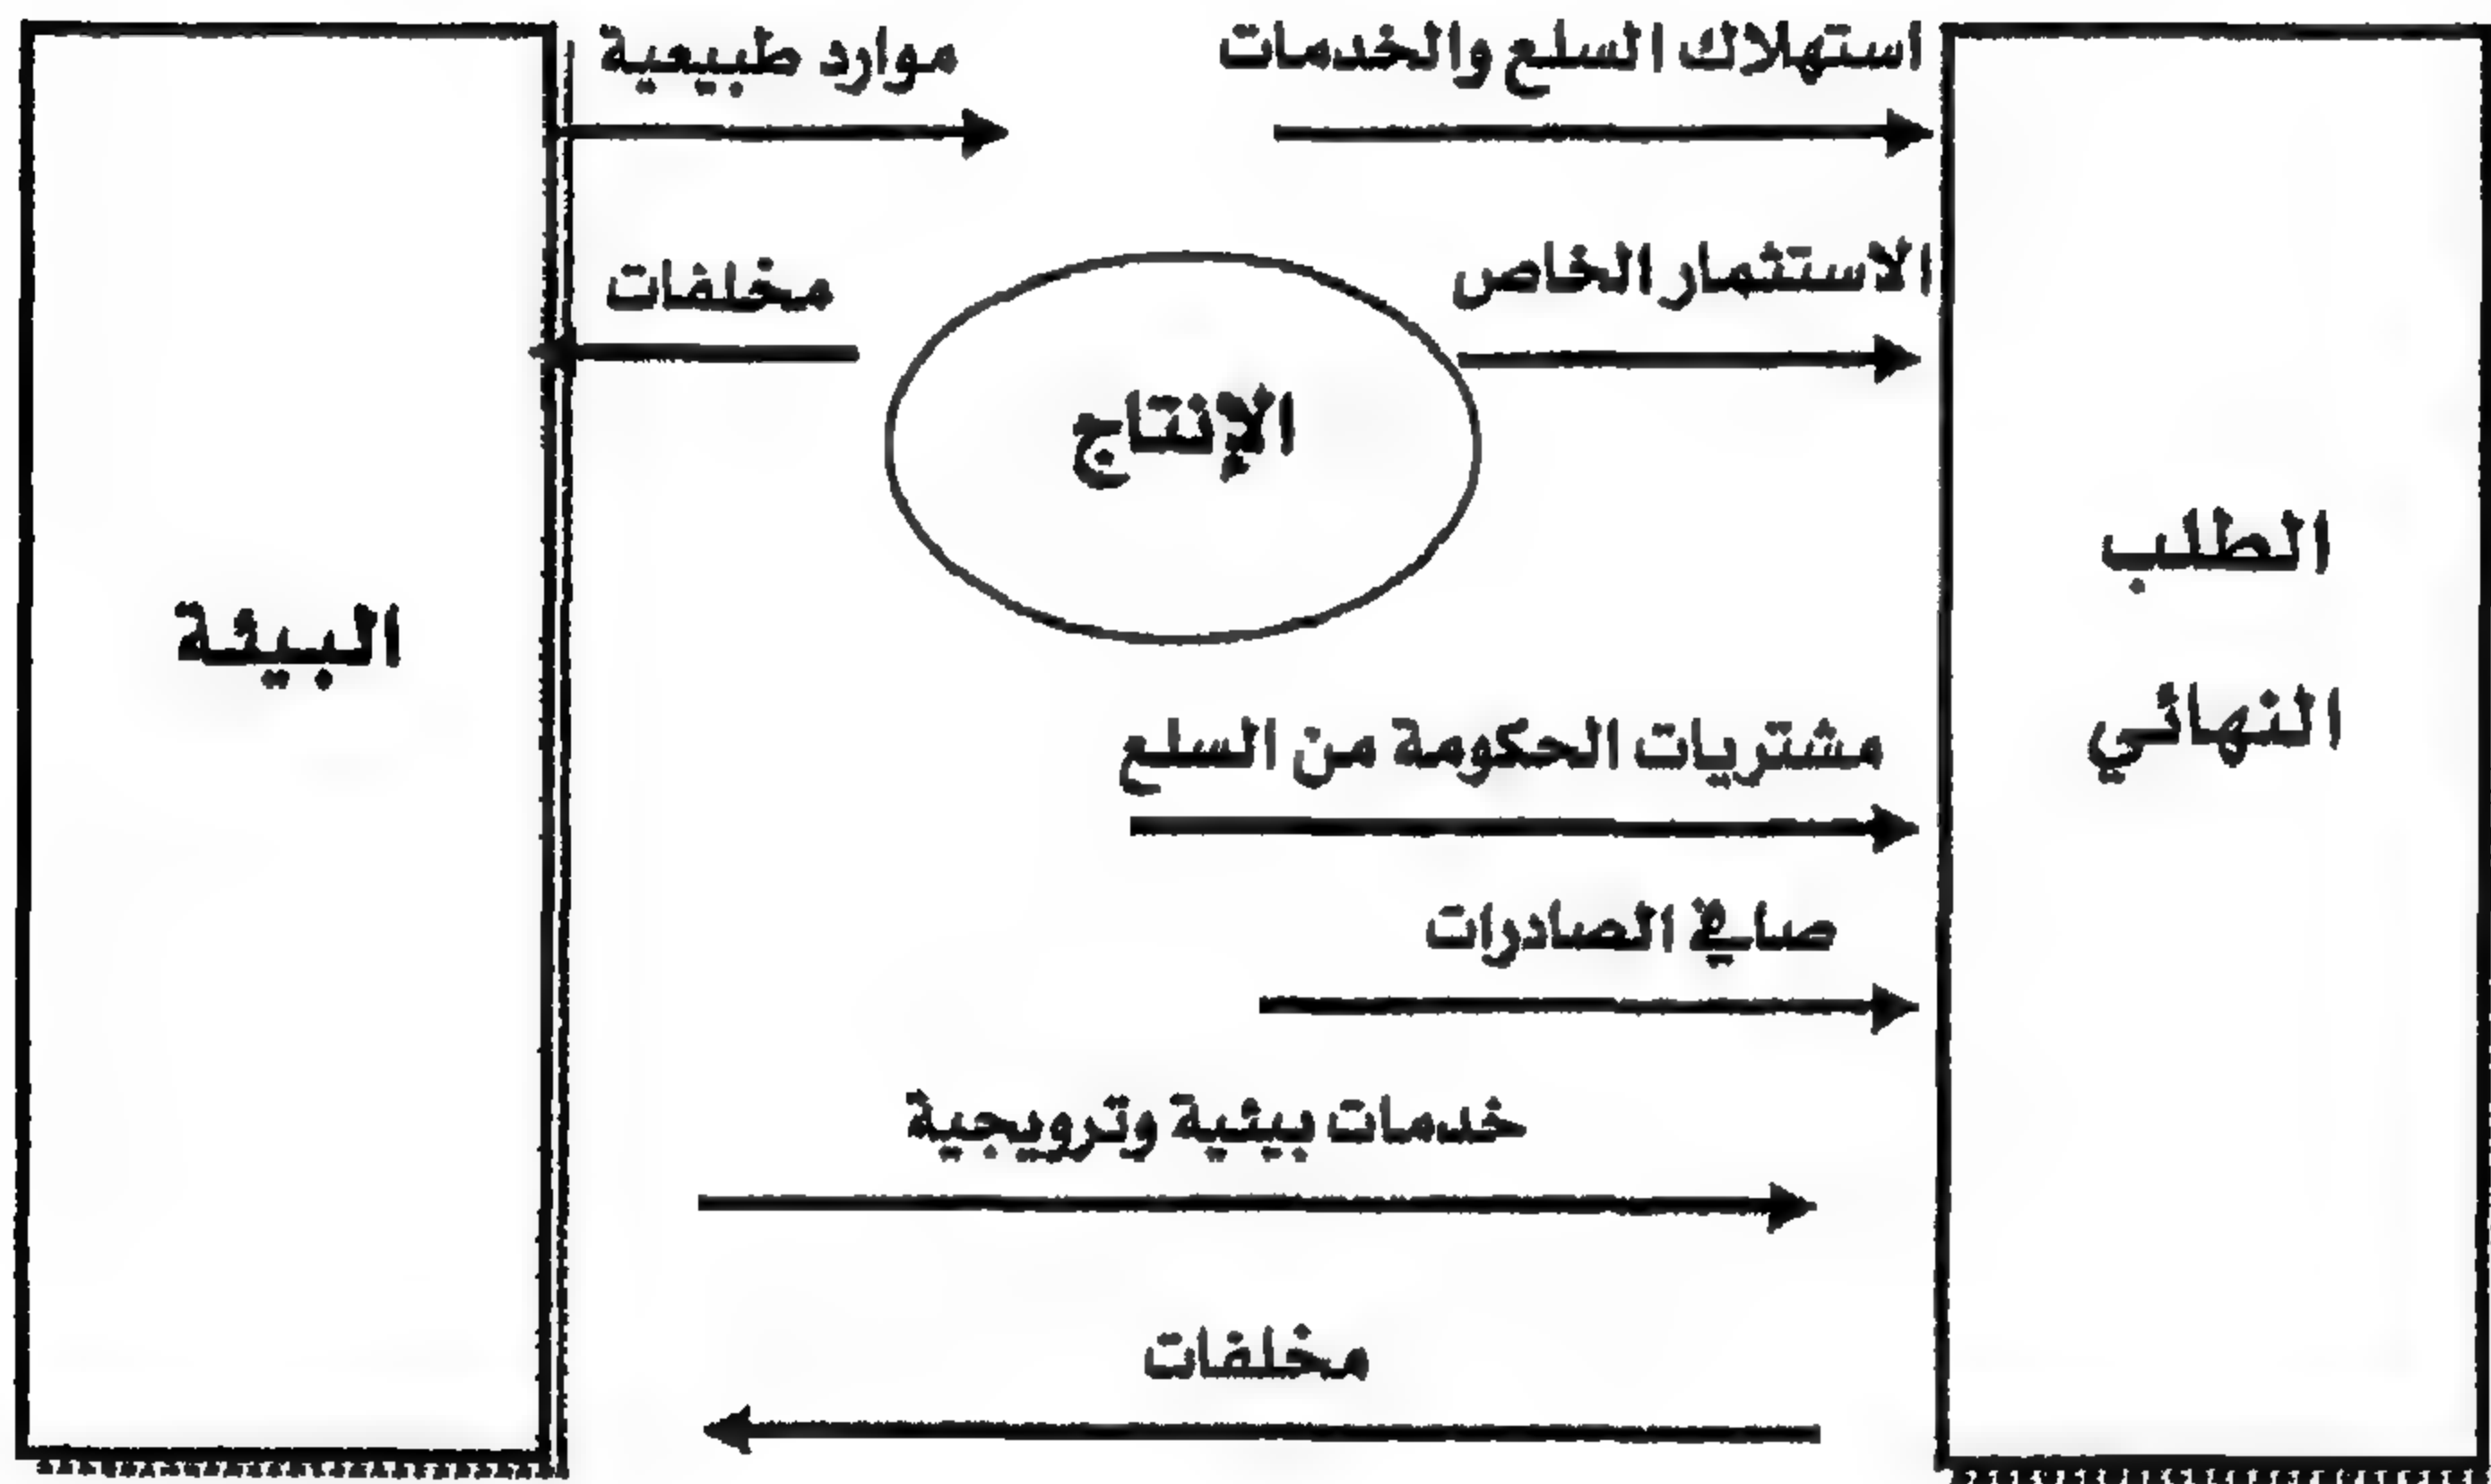 استهلاك السلع والخدمات
موارد طبيعية
الاستثمار الخاص
مخلفات
الإنتاج
الطلب
النهائي
البيئة
مشتريات الحكومة من السلع
صافي الصادرات
خدمات بيئية وترويجية
مخلفات